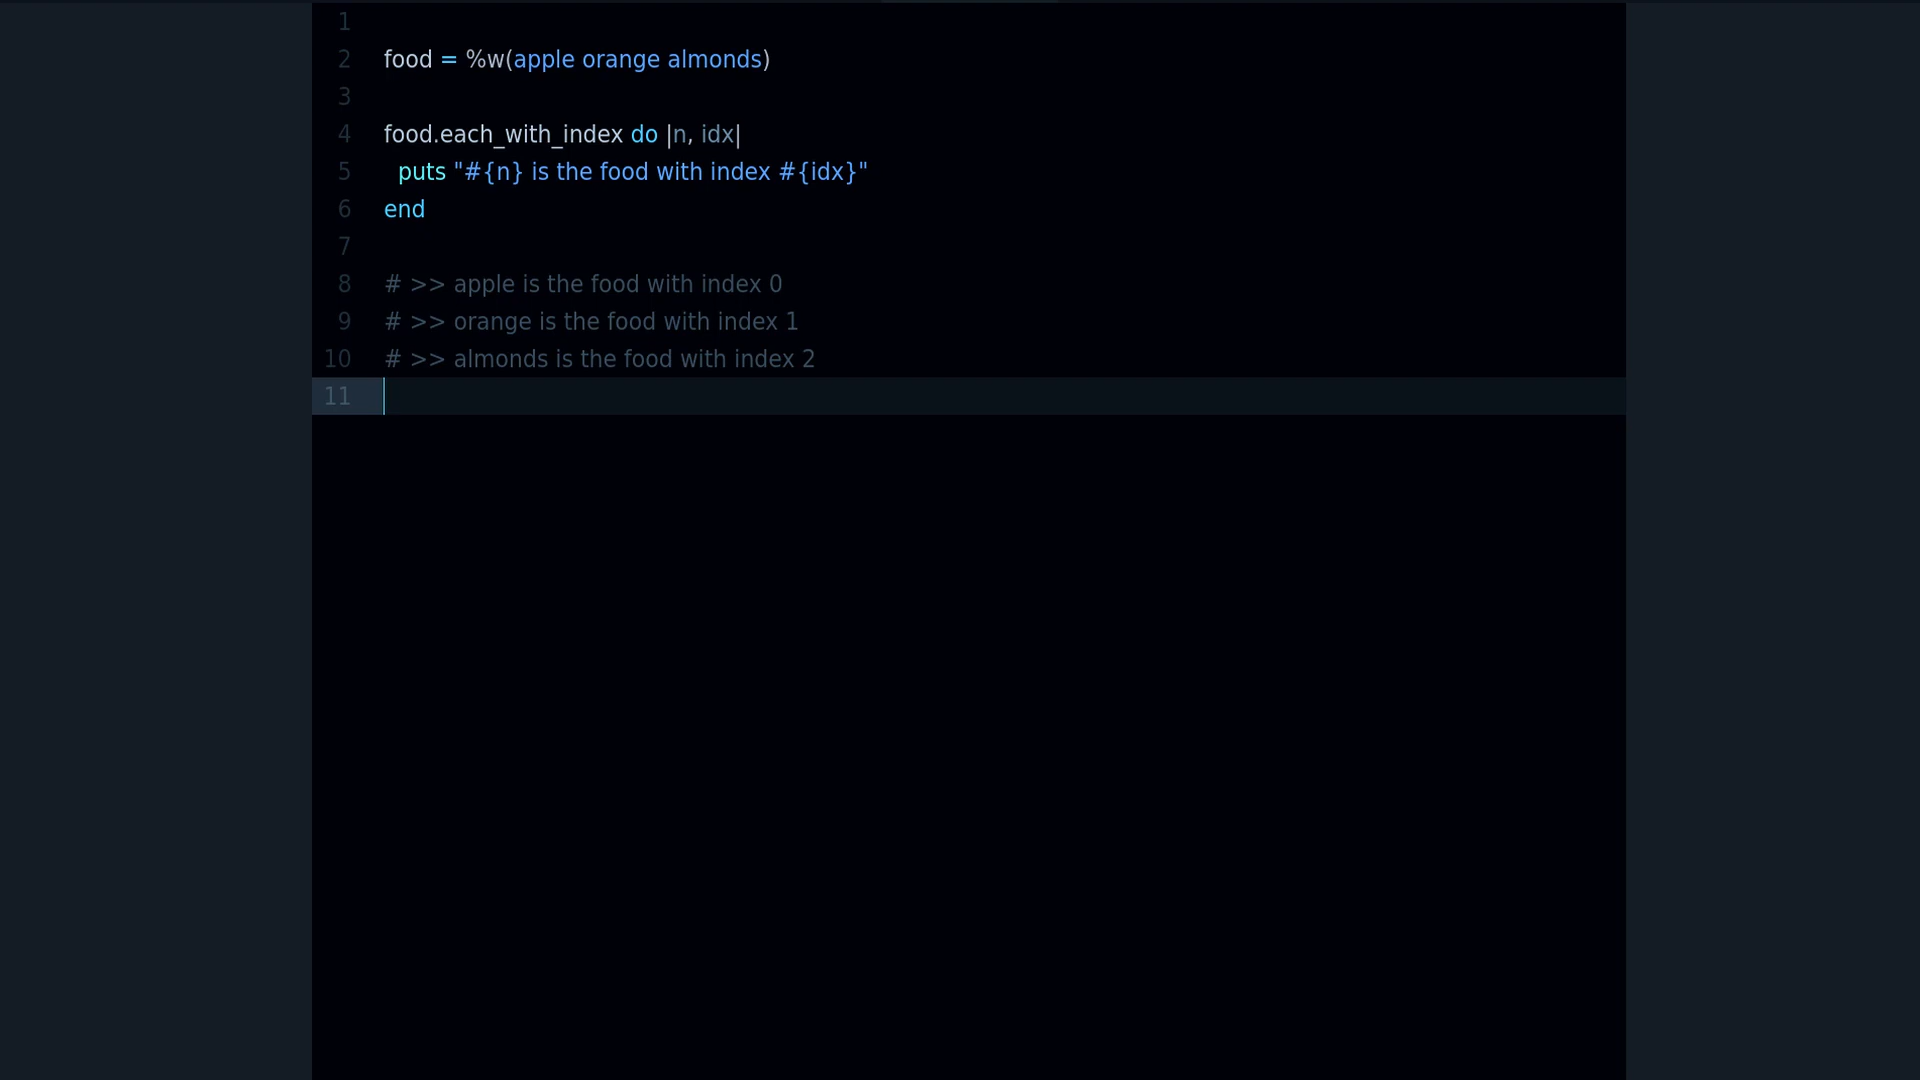 1
2 food = %w(apple orange almonds)
3
4 food.each_with_index do |n, idx|
5   puts "#{n} is the food with index #{idx}"
6 end
7
8 # >> apple is the food with index 0
9 # >> orange is the food with index 1
10 # >> almonds is the food with index 2
11